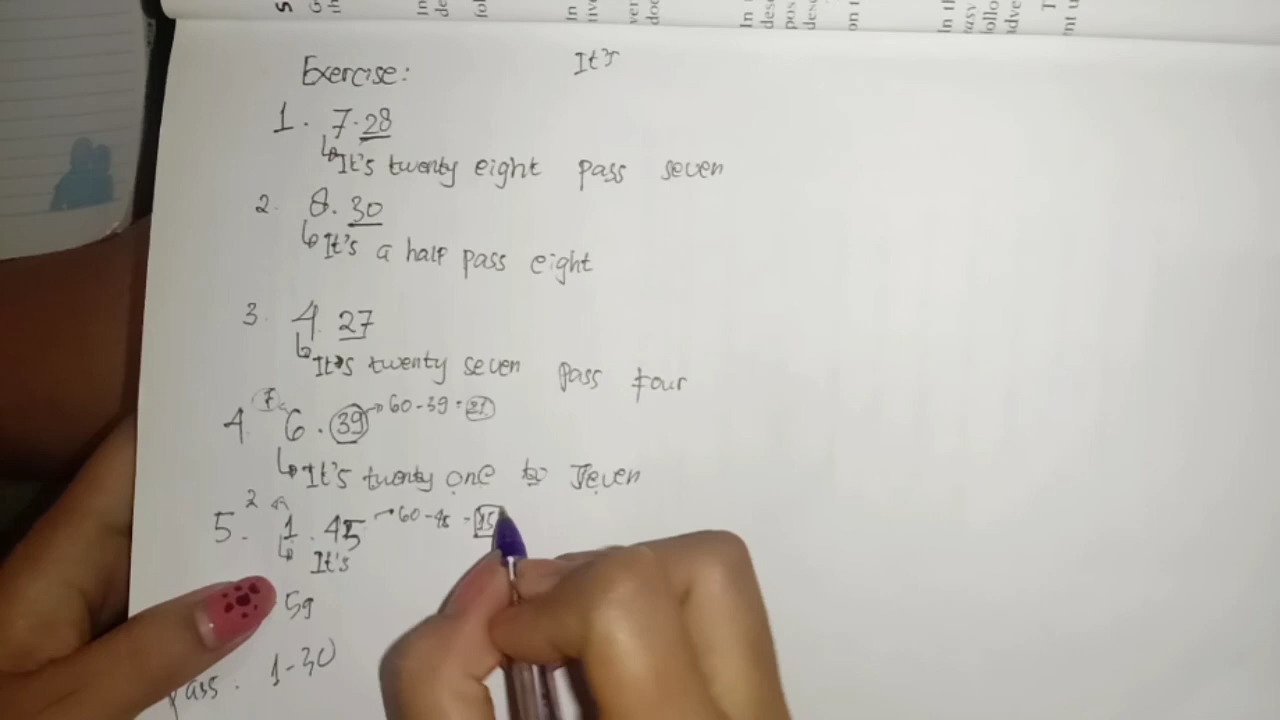 It's
Exercise:
1. 7.28
It's twenty eight pass seven
2. 8.30
It's a half pass eight
3. 4.27
It's twenty seven pass four
7
4 6.39 60-39=21
It's twenty one to seven
2
5. 1.45 60-45=15
It's
59
1-30
pass.